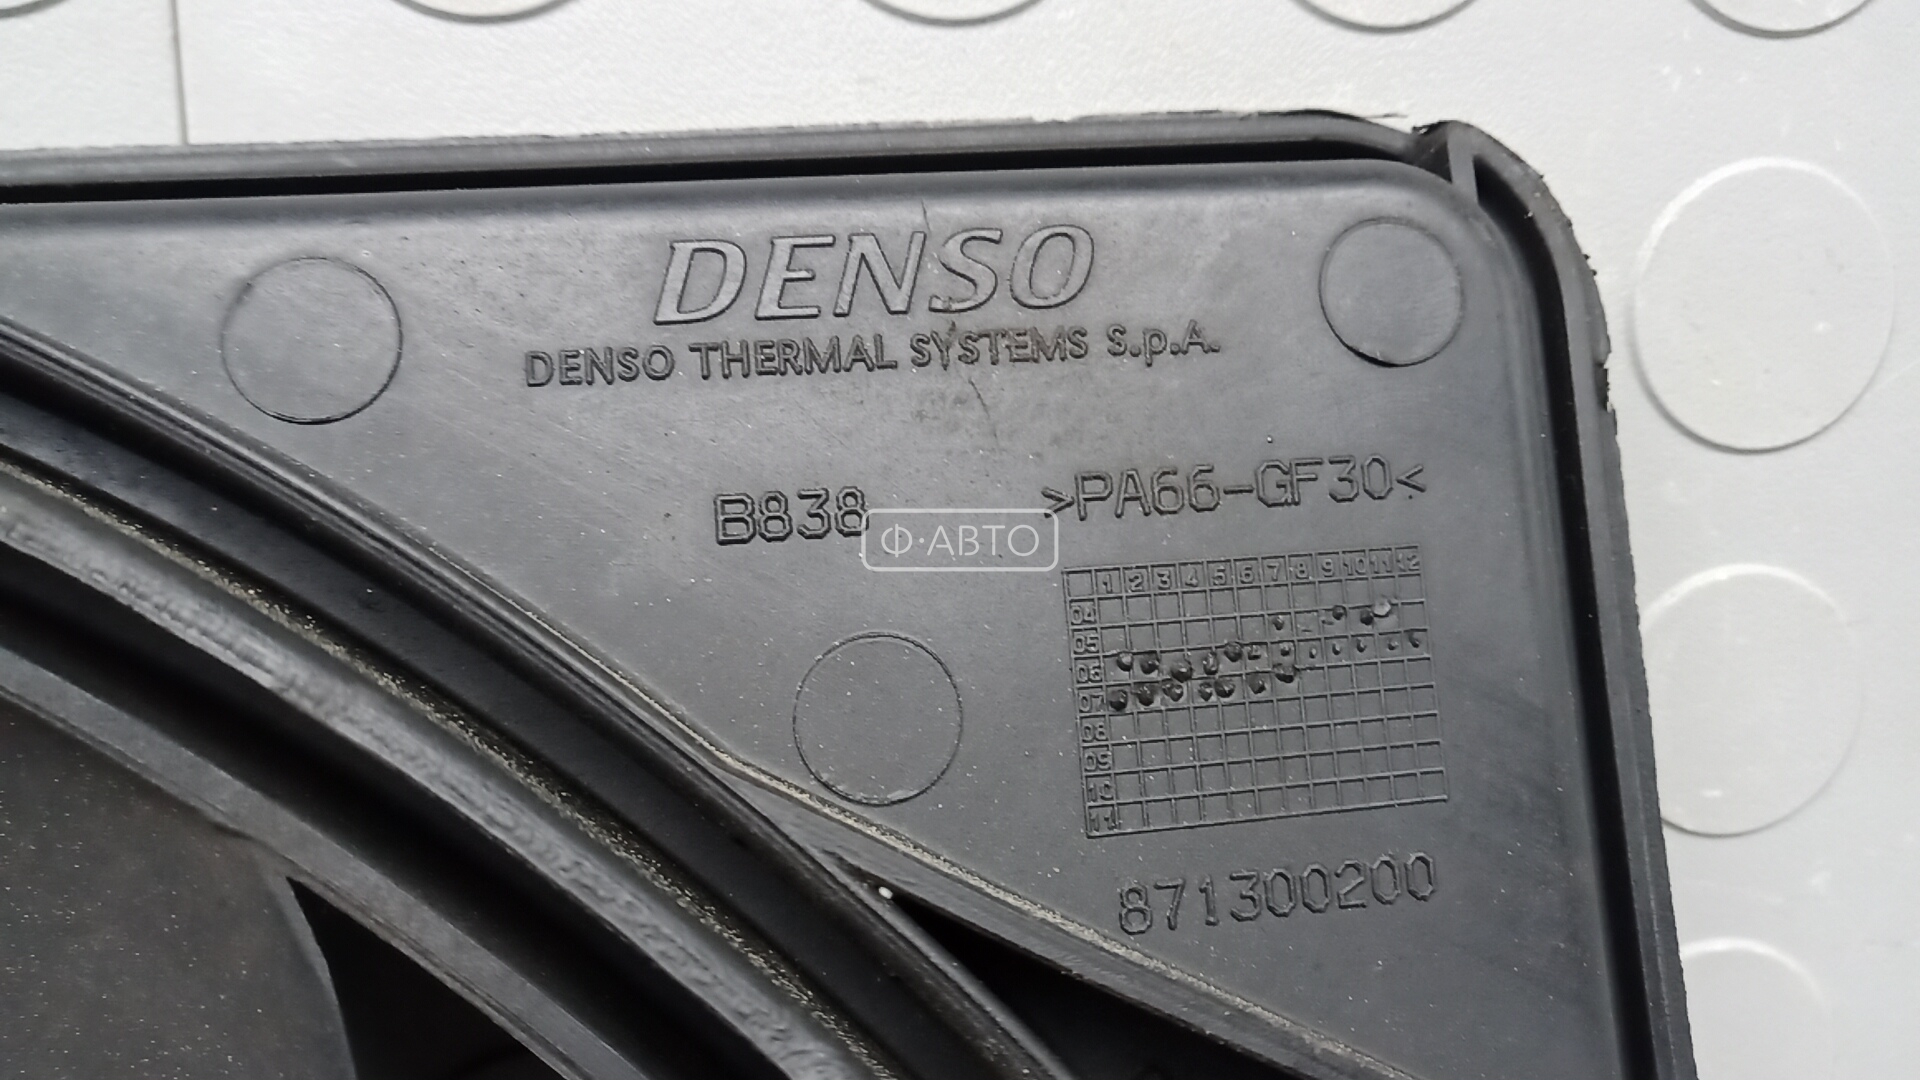 DENSO
DENSO THERMAL SYSTEMS S.p.A.
B838 >PA66-GF30<
Ф·АВТО
1 2 3 4 5 6 7 8 9 10 11 12
04
05
06
07
08
09
10
11
871300200